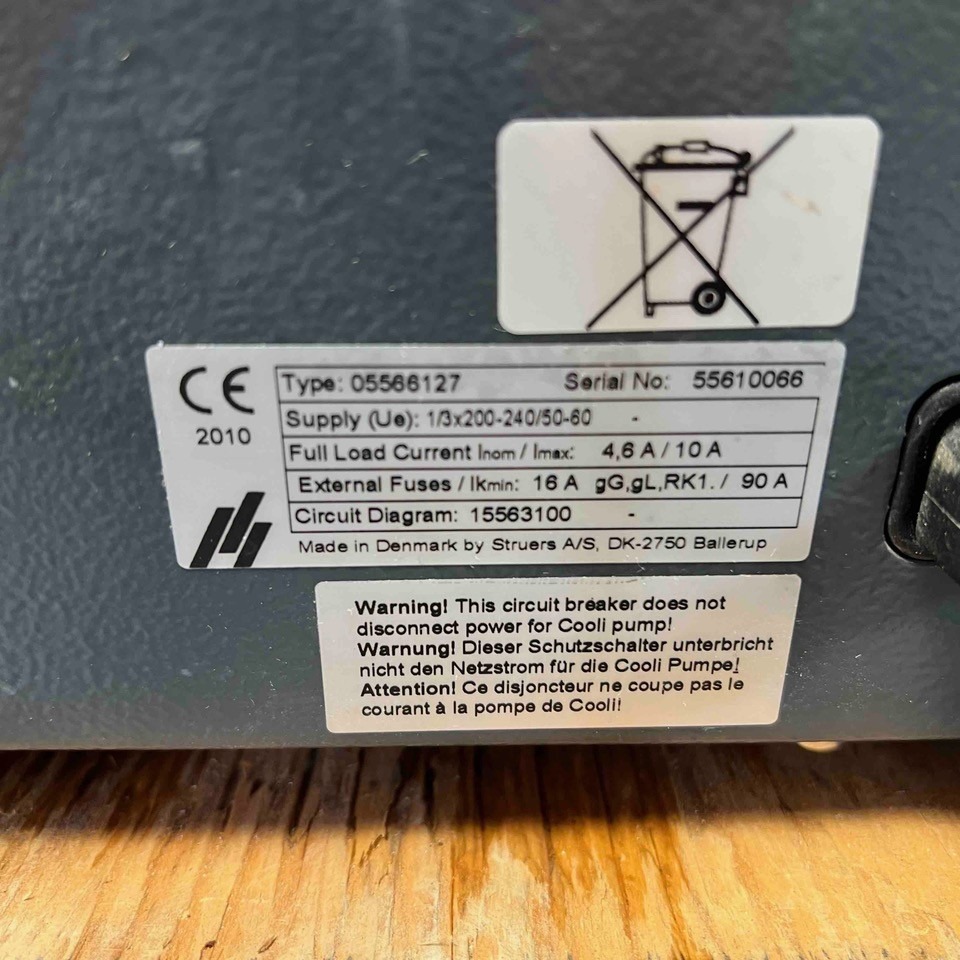 CE
2010
Type: 05566127 Serial No: 55610066
Supply (Ue): 1/3x200-240/50-60 -
Full Load Current Inom / Imax: 4,6 A / 10 A
External Fuses / Ikmin: 16 A gG,gL,RK1. / 90 A
Circuit Diagram: 15563100 -
Made in Denmark by Struers A/S, DK-2750 Ballerup
Warning! This circuit breaker does not
disconnect power for Cooli pump!
Warnung! Dieser Schutzschalter unterbricht
nicht den Netzstrom für die Cooli Pumpe!
Attention! Ce disjoncteur ne coupe pas le
courant à la pompe de Cooli!